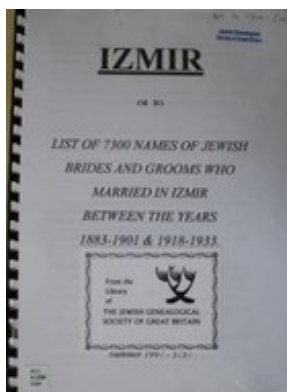 IZMIR
LIST OF 7300 NAMES OF JEWISH
BRIDES AND GROOMS WHO
MARRIED IN IZMIR
BETWEEN THE YEARS
1883-1901 & 1918-1933.
From the
Library
of
THE JEWISH GENEALOGICAL
SOCIETY OF GREAT BRITAIN